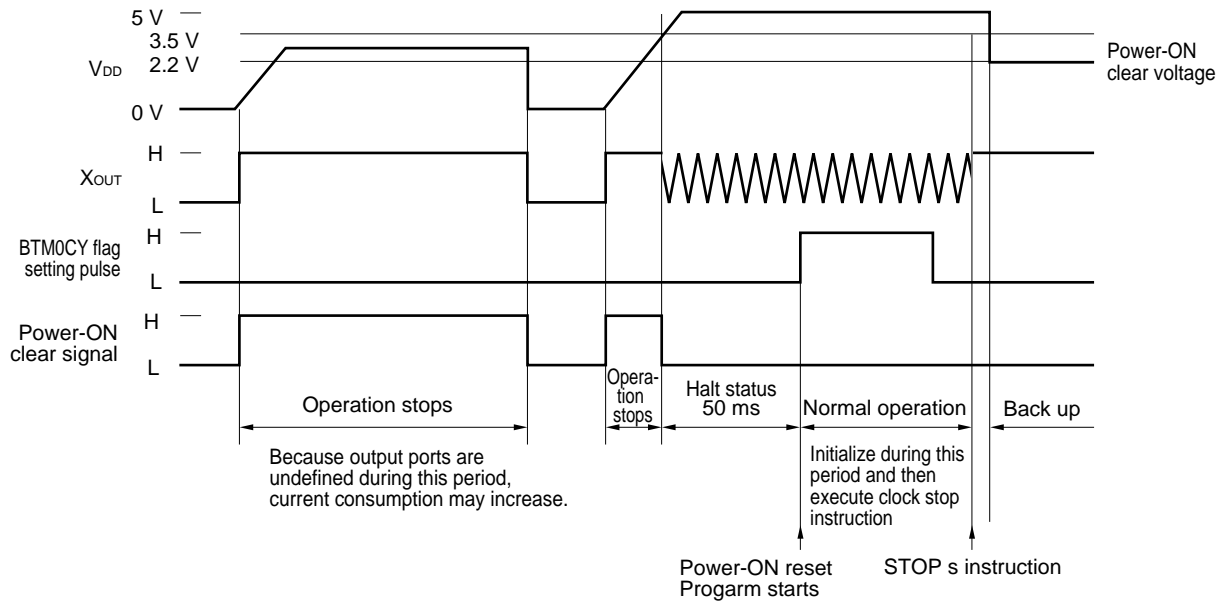 5 V
3.5 V
VDD 2.2 V
0 V
Power-ON
clear voltage
H
XOUT
L
H
BTM0CY flag
setting pulse
L
H
Power-ON
clear signal
L
Operation stops
Opera-
tion
stops
Halt status
50 ms
Normal operation
Back up
Because output ports are
undefined during this period,
current consumption may increase.
Initialize during this
period and then
execute clock stop
instruction
Power-ON reset
Progarm starts
STOP s instruction